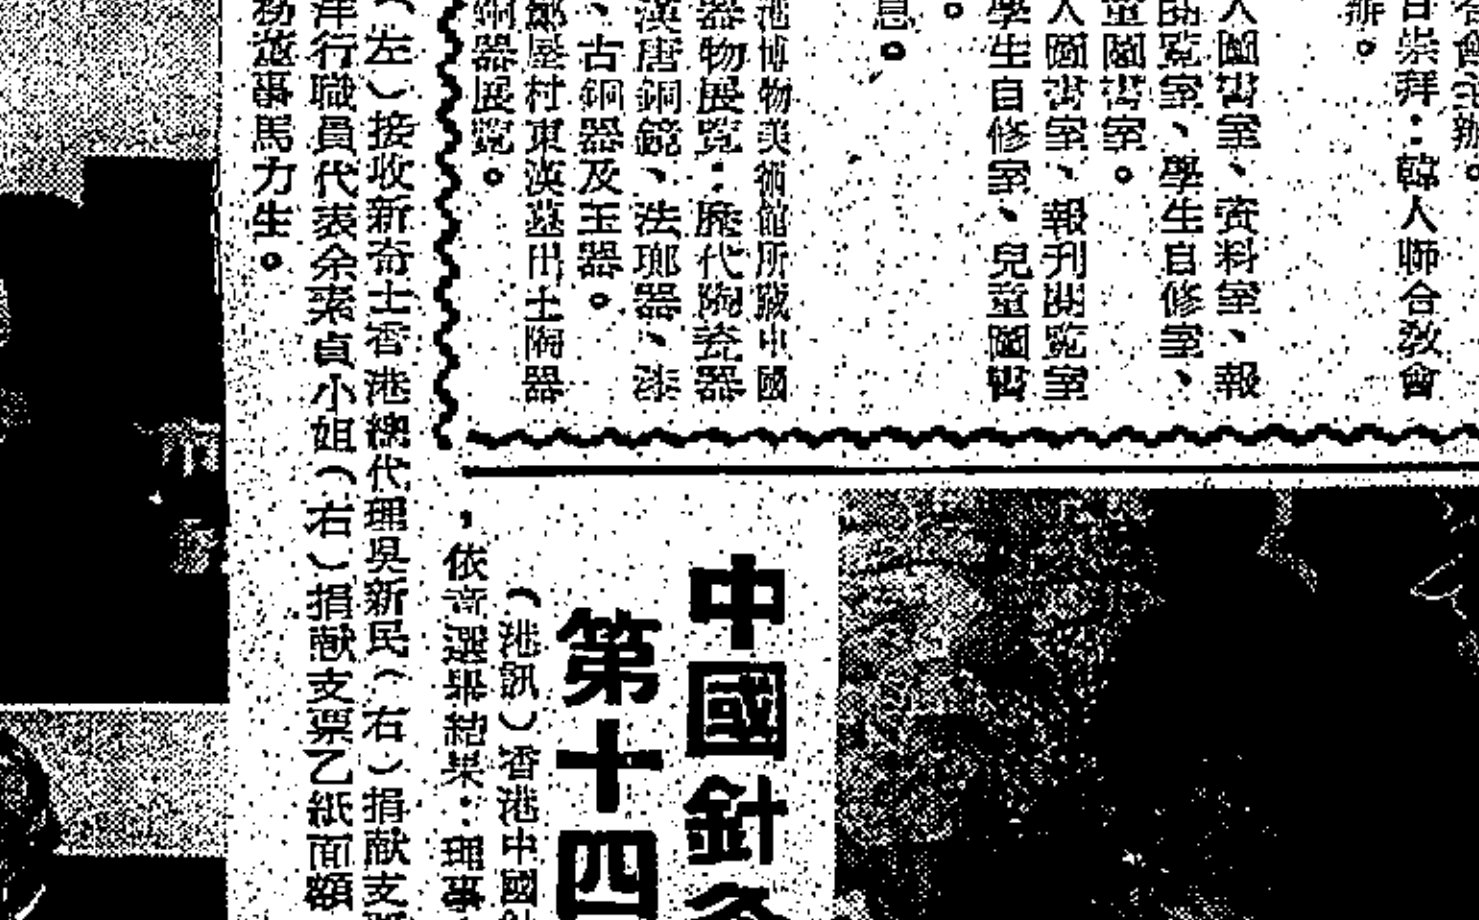 會主辦。
日崇拜：韓人聯合教會
辦。
人圖書室、資料室、報
閱覽室、學生自修室、
童圖書室。
人圖書室、報刊閱覽室
學生自修室、兒童圖書
。
息。
港博物美術館所藏中國
器物展覽：歷代陶瓷器
漢唐銅鏡、法瑯器、漆
、古銅器及玉器。
鄭屋村東漢墓出土陶器
銅器展覽。
中國針灸
第十四
（港訊）香港中國針
，依章選舉結果：理事
（左）接收新奇士香港總代理吳新民（右）捐献支票
洋行職員代表余素貞小姐（右）捐献支票乙紙面額
務遊事馬力生。